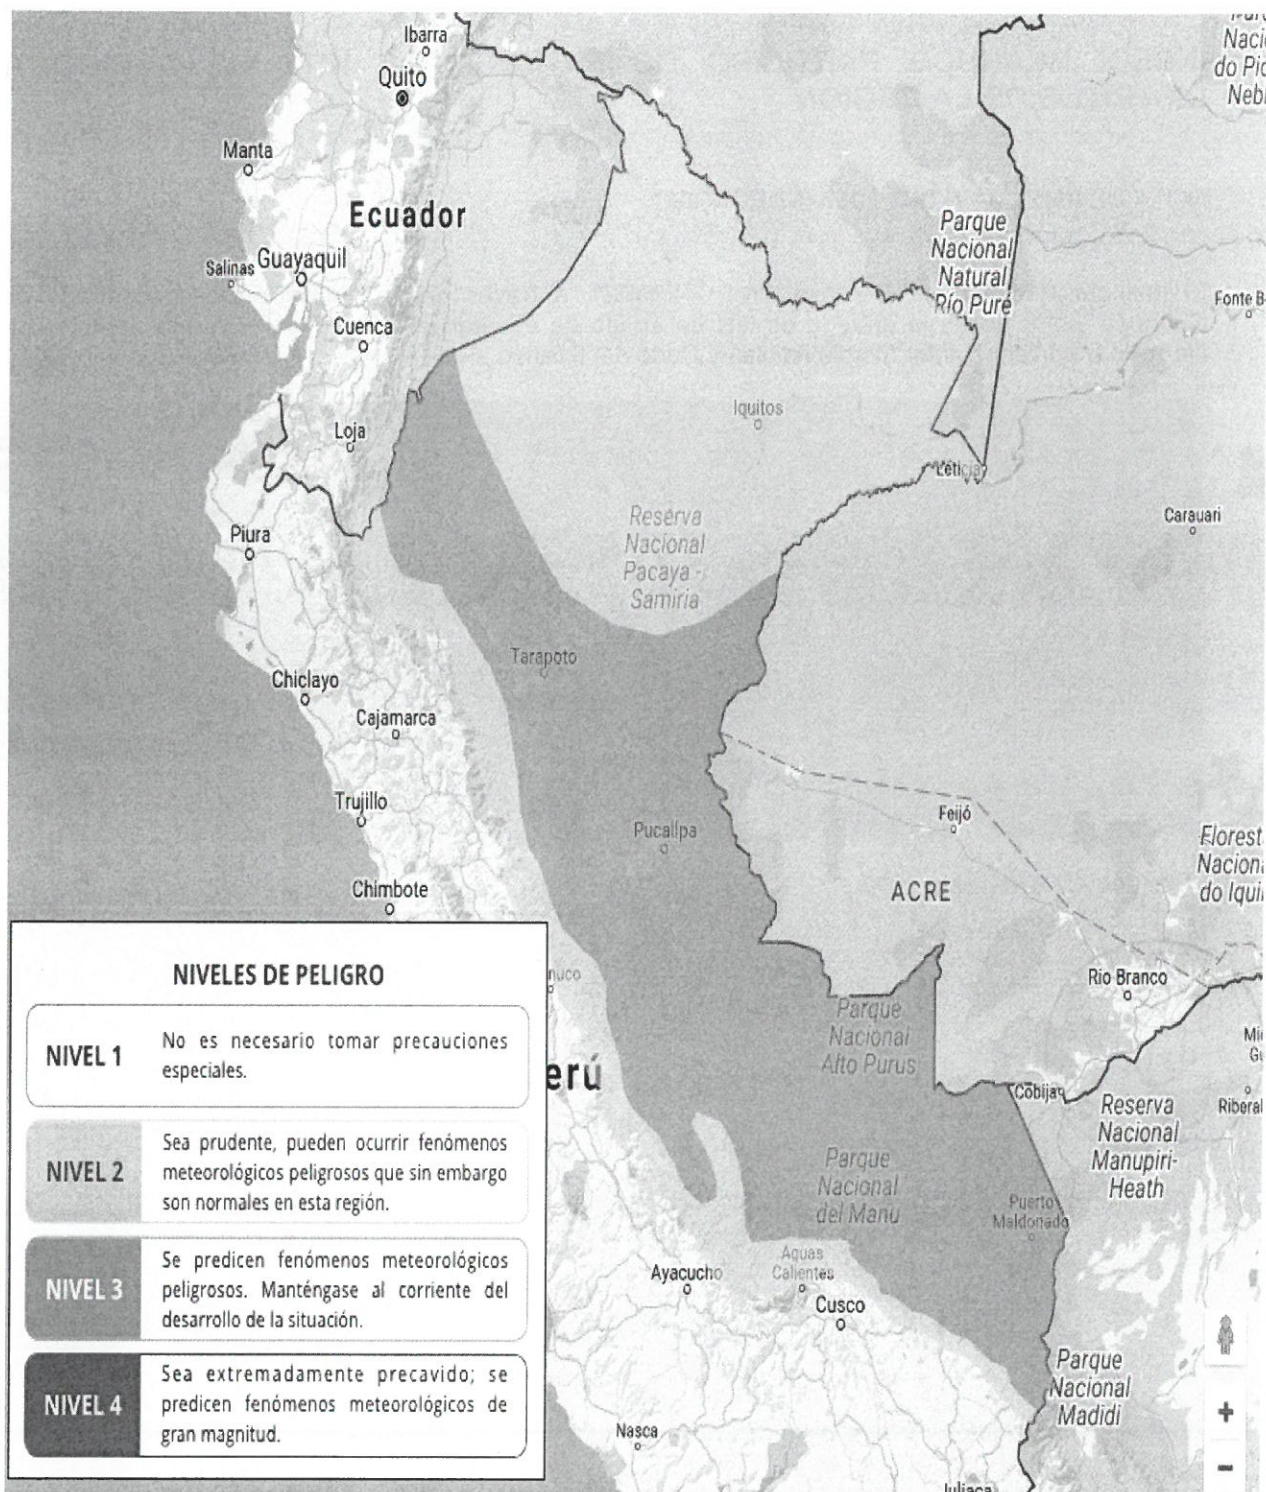 Ibarra
Quito
Manta
Ecuador
Salinas
Guayaquil
Cuenca
Loja
Piura
Chiclayo
Cajamarca
Trujillo
Chimbote
Naci
do Pic
Parque
Nacional
Natural
Río Puré
Fonte B
Iquitos
Leticia
Carauari
Reserva
Nacional
Pacaya -
Samiria
Tarapoto
Pucallpa
Feijó
ACRE
Florest
Nacion
do Iqui
Rio Branco
nuco
erú
Parque
Nacional
Alto Purus
Cobija
Riberal
Reserva
Nacional
Manupiri-
Heath
Parque
Nacional
del Manu
Puerto
Maldonado
Ayacucho
Aguas
Calientes
Cusco
Parque
Nacional
Madidi
Nasca
Juliaca
+
−
NIVELES DE PELIGRO
NIVEL 1
No es necesario tomar precauciones
especiales.
NIVEL 2
Sea prudente, pueden ocurrir fenómenos
meteorológicos peligrosos que sin embargo
son normales en esta región.
NIVEL 3
Se predicen fenómenos meteorológicos
peligrosos. Manténgase al corriente del
desarrollo de la situación.
NIVEL 4
Sea extremadamente precavido; se
predicen fenómenos meteorológicos de
gran magnitud.